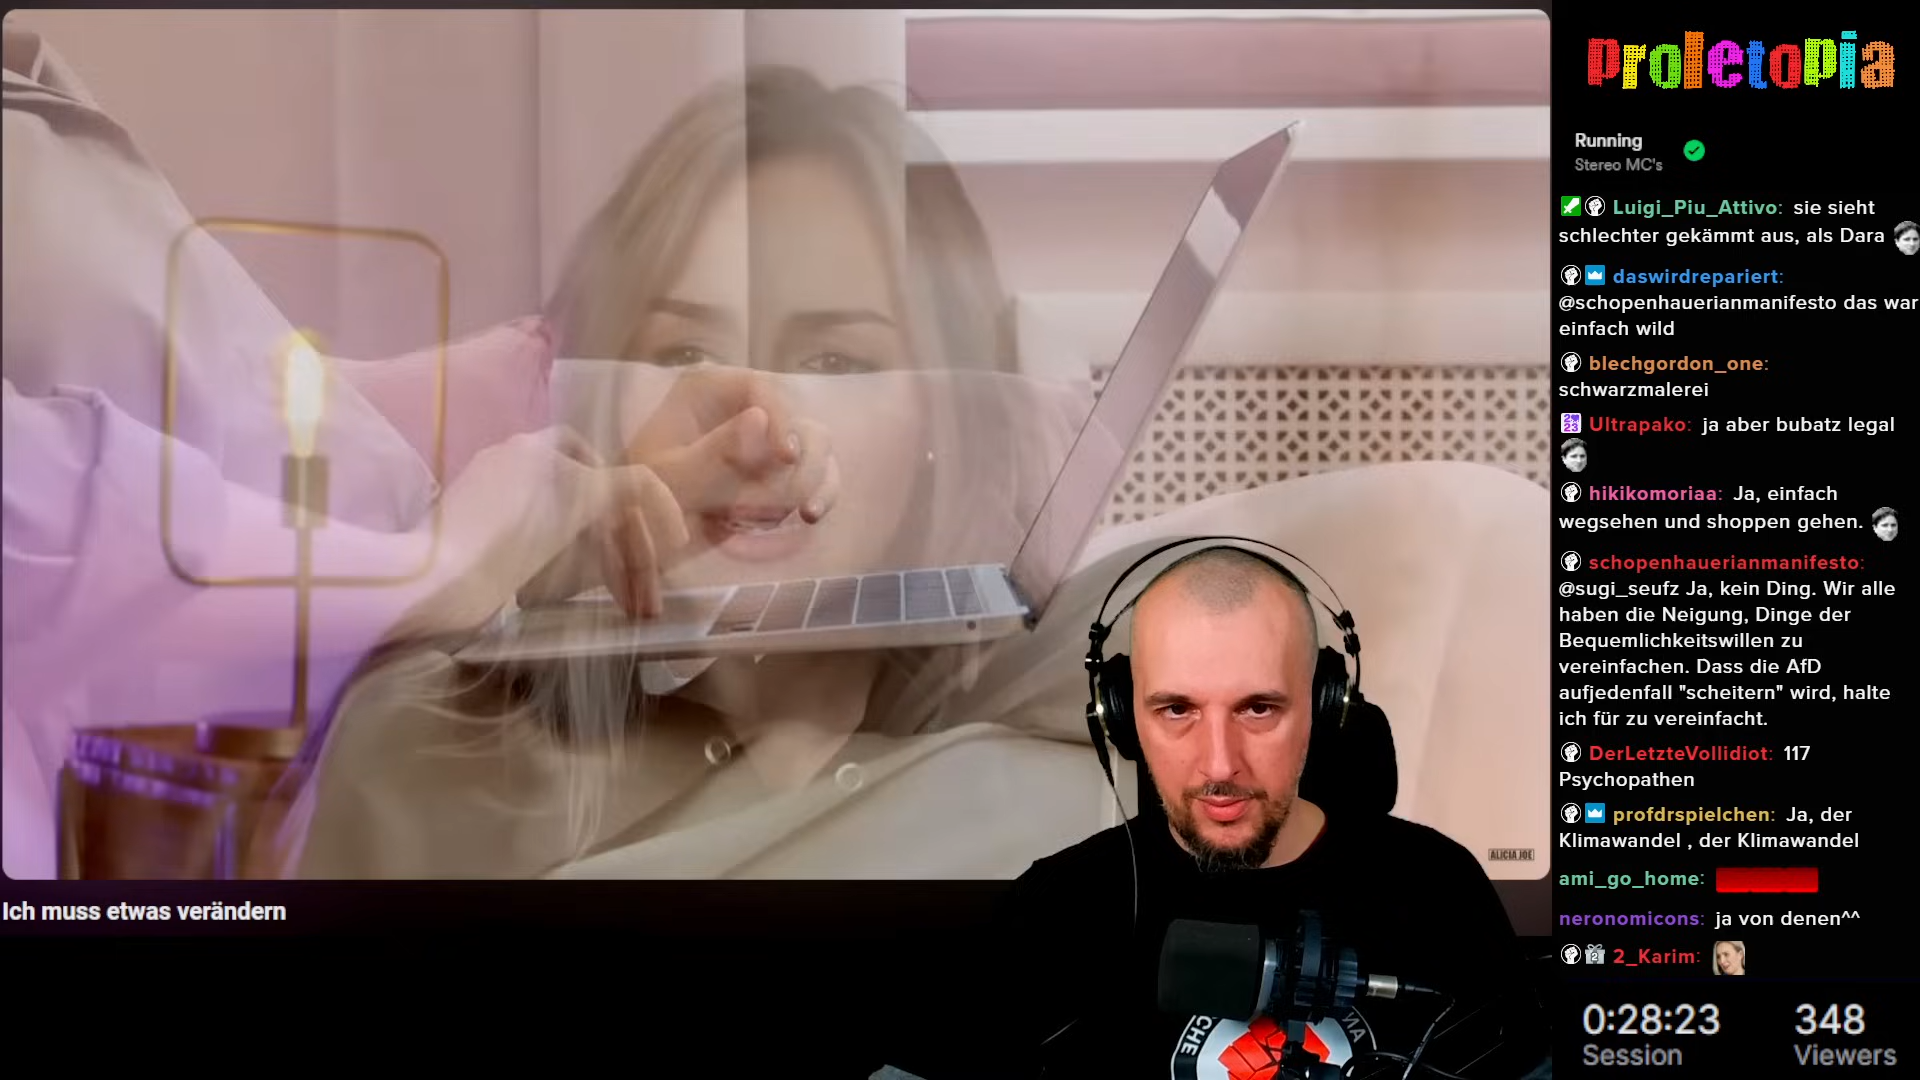 proletopia
Running
Stereo MC's
Luigi_Piu_Attivo: sie sieht
schlechter gekämmt aus, als Dara
daswirdrepariert:
@schopenhauerianmanifesto das war
einfach wild
blechgordon_one:
schwarzmalerei
Ultrapako: ja aber bubatz legal
hikikomoriaa: Ja, einfach
wegsehen und shoppen gehen.
schopenhauerianmanifesto:
@sugi_seufz Ja, kein Ding. Wir alle
haben die Neigung, Dinge der
Bequemlichkeitswillen zu
vereinfachen. Dass die AfD
aufjedenfall "scheitern" wird, halte
ich für zu vereinfacht.
DerLetzteVollidiot: 117
Psychopathen
profdrspielchen: Ja, der
Klimawandel , der Klimawandel
ami_go_home:
neronomicons: ja von denen^^
2_Karim:
0:28:23
Session
348
Viewers
ALICIA JOE
Ich muss etwas verändern